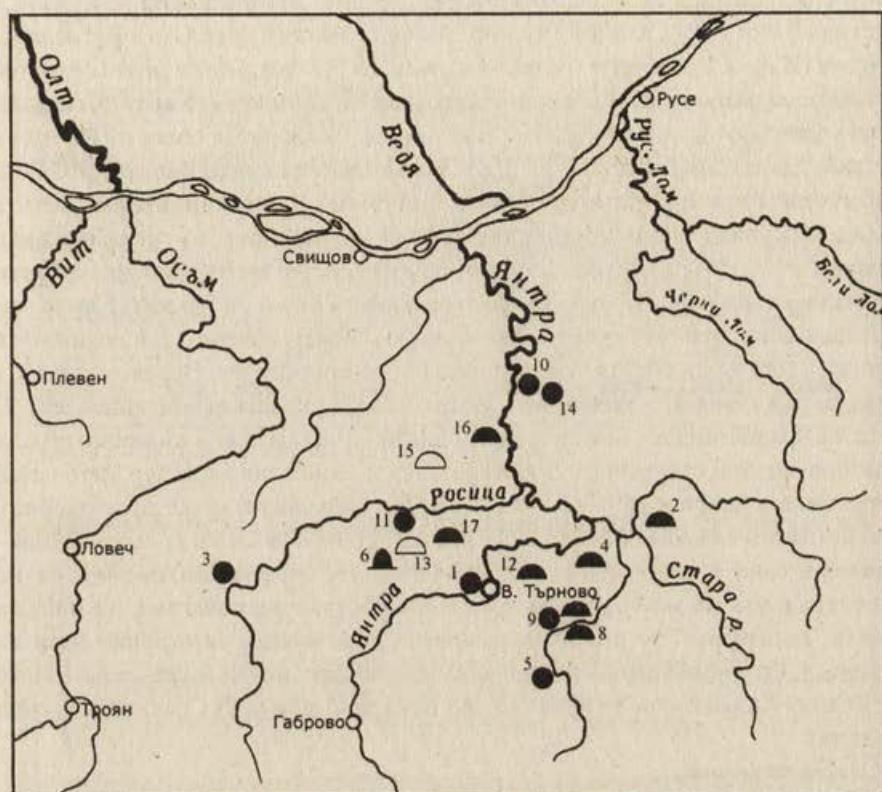 Олт
Ведя
Русе
Рус. Лом
Вит
Осъм
Свищов
Янтра
Черни Лом
Бели Лом
Плевен
10
14
16
15
Росица
2
11
17
Ловеч
3
6
13
4
12
1
В. Търново
Стара р.
7
9
8
Янтра
5
Троян
Габрово